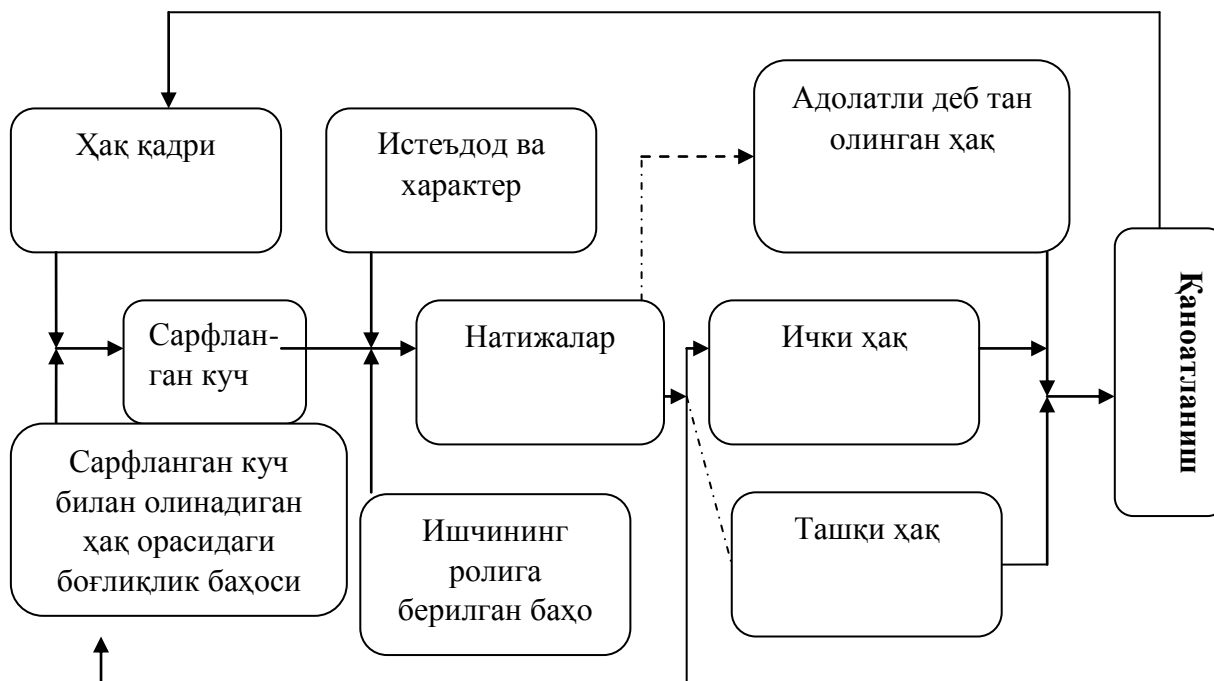 Ҳақ қадри
Истеъдод ва
характер
Адолатли деб тан
олинган ҳақ
Сарфлан-
ган куч
Натижалар
Ички ҳақ
Қаноатланиш
Сарфланган куч
билан олинадиган
ҳақ орасидаги
боғлиқлик баҳоси
Ишчининг
ролига
берилган баҳо
Ташқи ҳақ